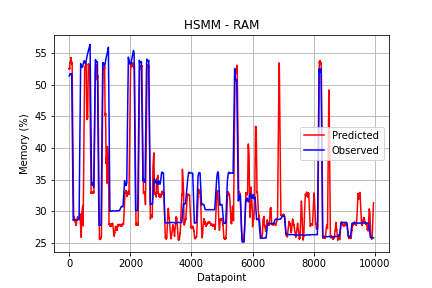 HSMM - RAM
Memory (%)
55
50
45
40
35
30
25
Predicted
Observed
0
2000
4000
6000
8000
10000
Datapoint